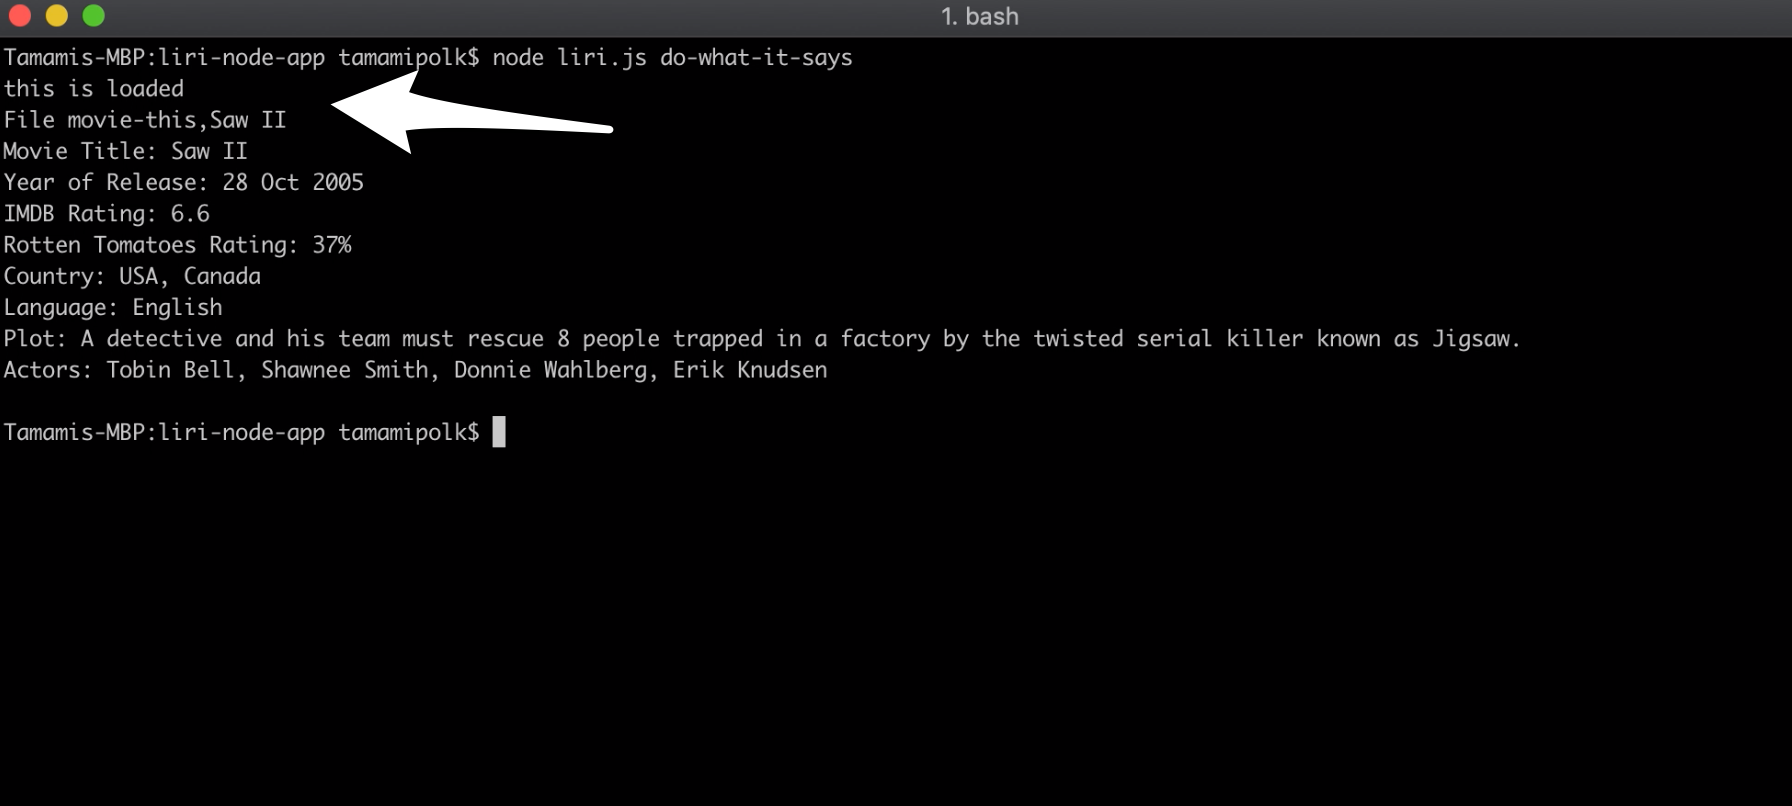 1. bash
Tamamis-MBP:liri-node-app tamamipolk$ node liri.js do-what-it-says
this is loaded
File movie-this,Saw II
Movie Title: Saw II
Year of Release: 28 Oct 2005
IMDB Rating: 6.6
Rotten Tomatoes Rating: 37%
Country: USA, Canada
Language: English
Plot: A detective and his team must rescue 8 people trapped in a factory by the twisted serial killer known as Jigsaw.
Actors: Tobin Bell, Shawnee Smith, Donnie Wahlberg, Erik Knudsen
Tamamis-MBP:liri-node-app tamamipolk$